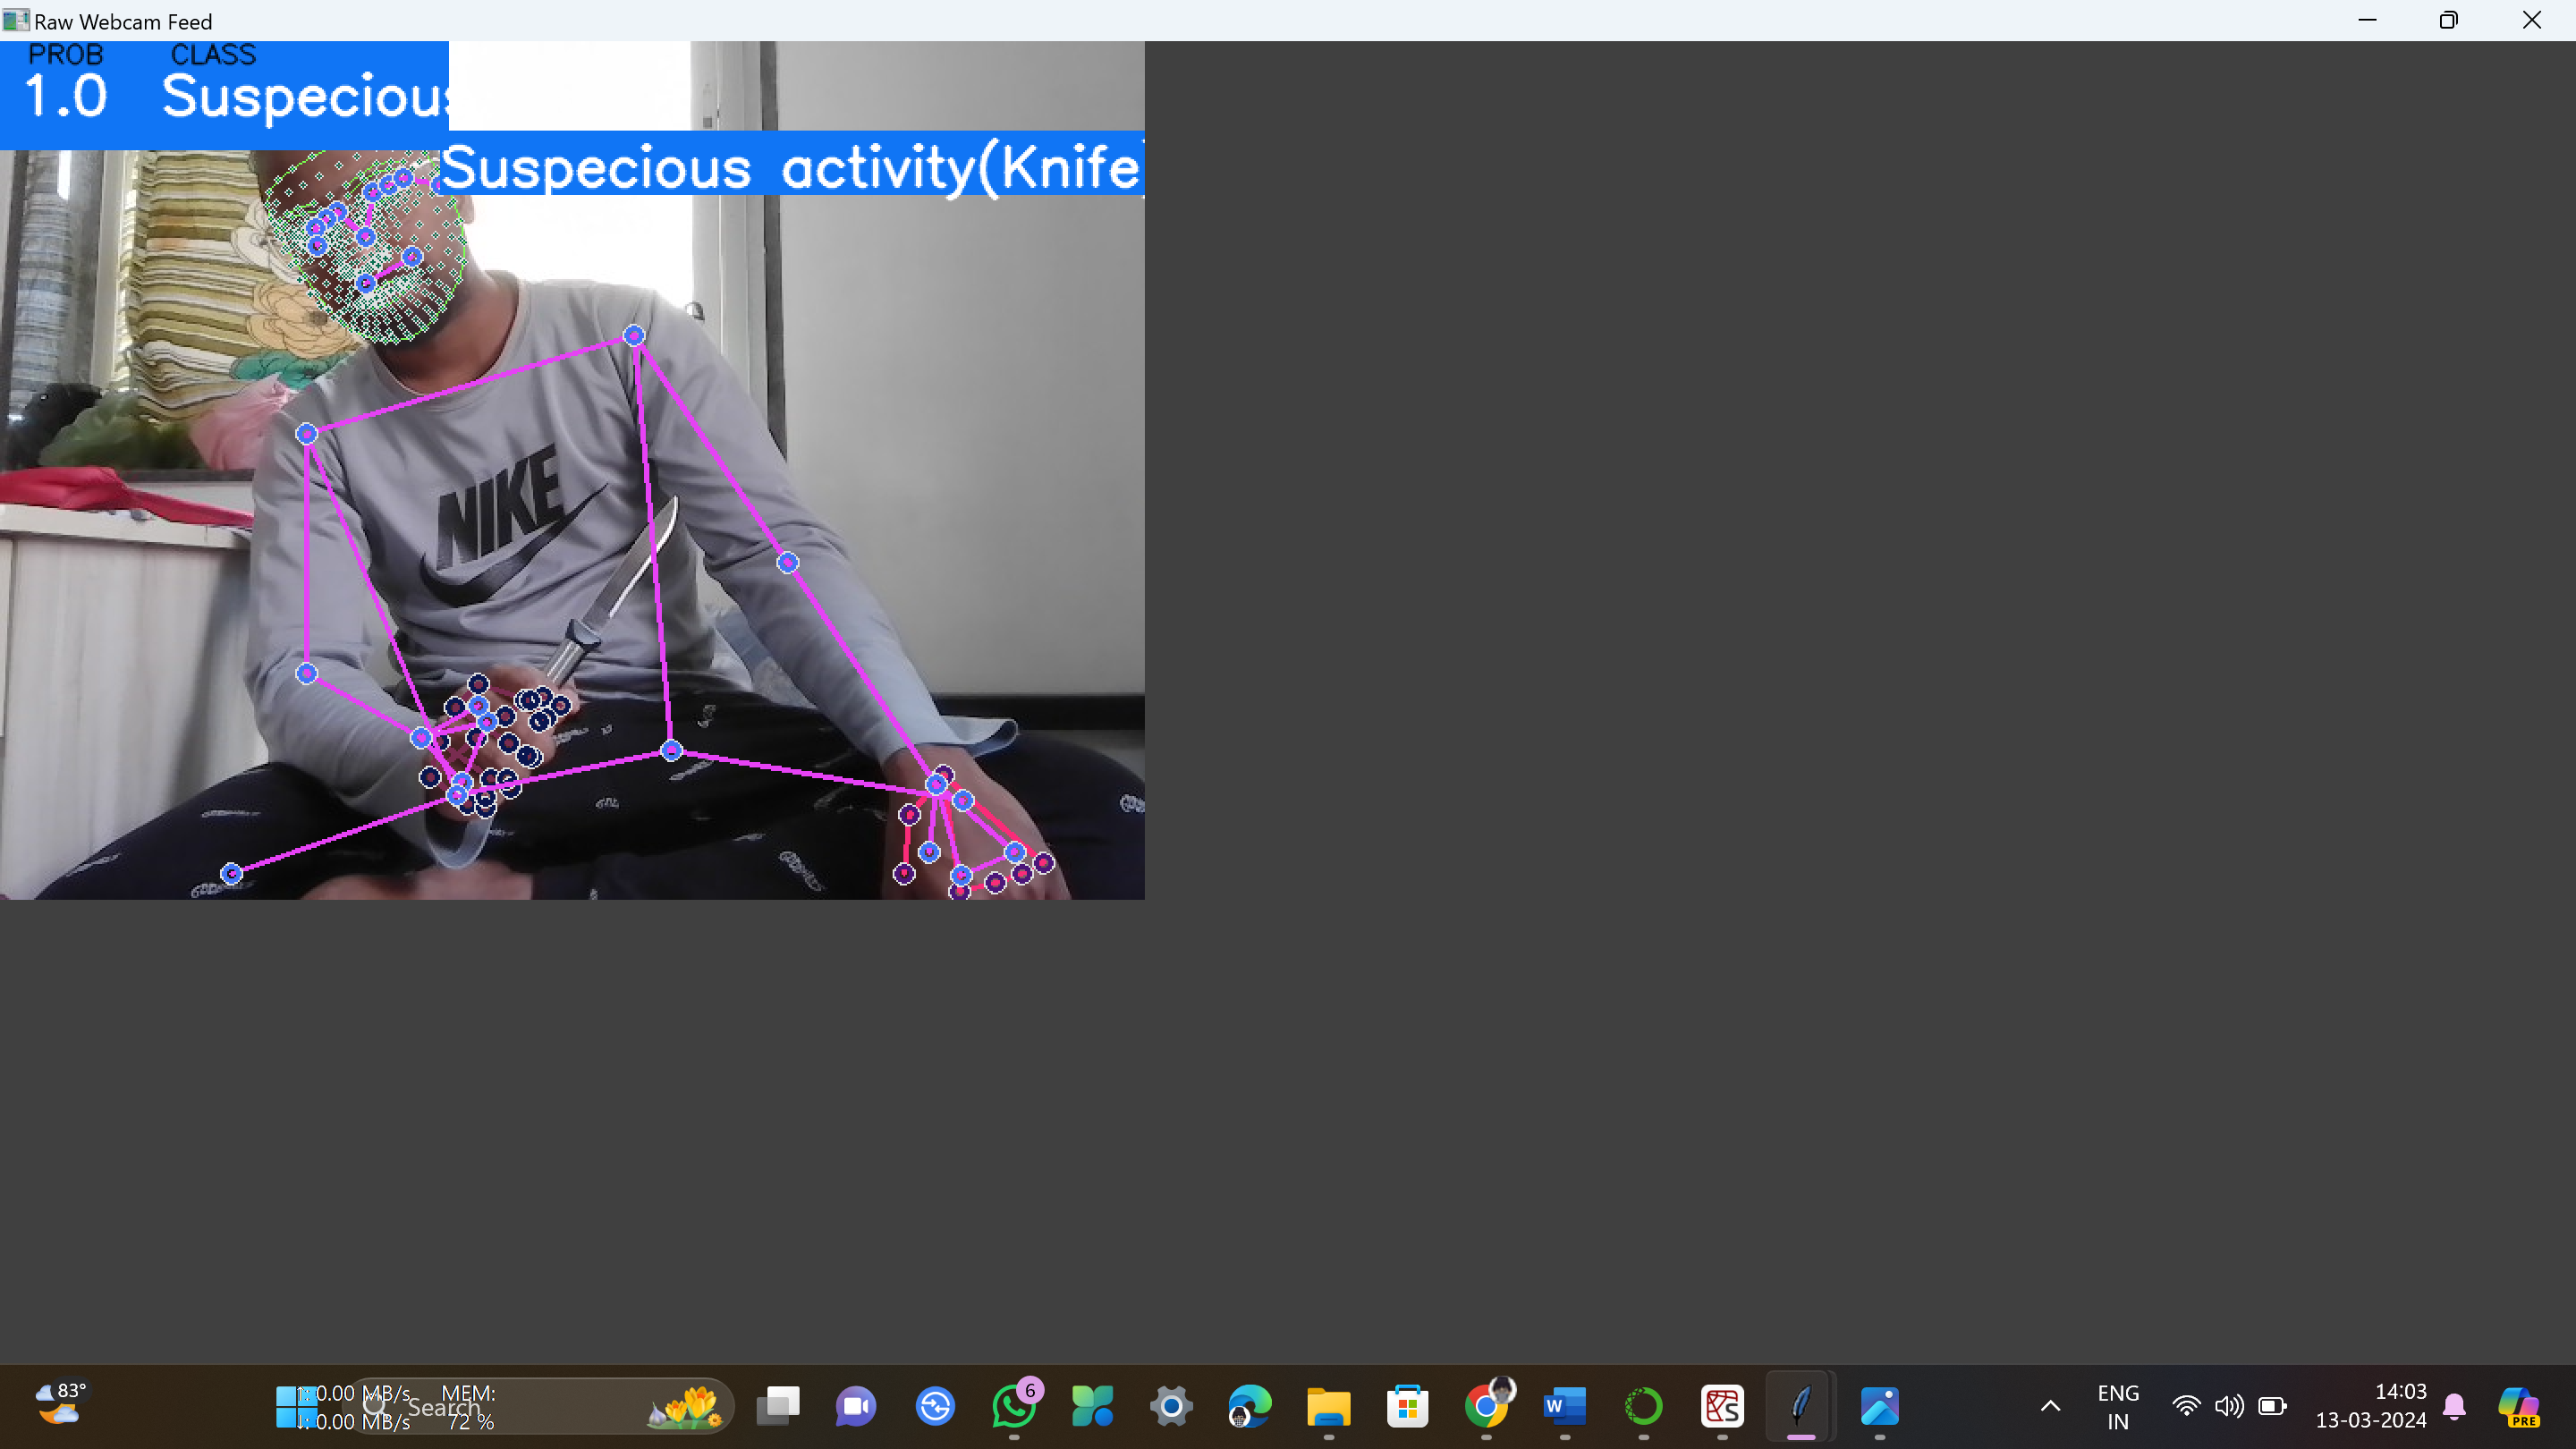 Raw Webcam Feed
PROB CLASS
1.0 Suspecious
Suspecious activity(Knife)
NIKE
83°
0.00 MB/s MEM:
Search
0.00 MB/s 72 %
6
W
ENG
IN
14:03
13-03-2024
PRE